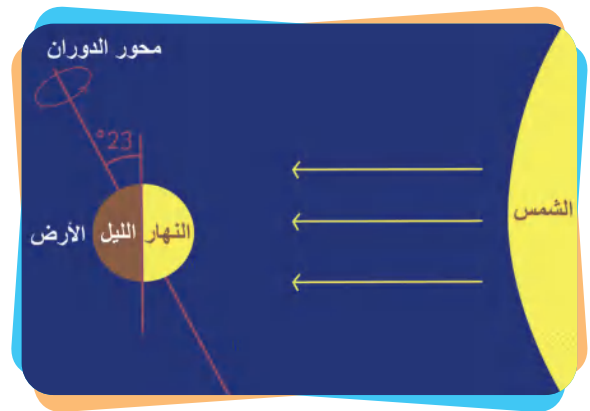 محور الدوران
°23
الشمس
النهار
الليل
الأرض